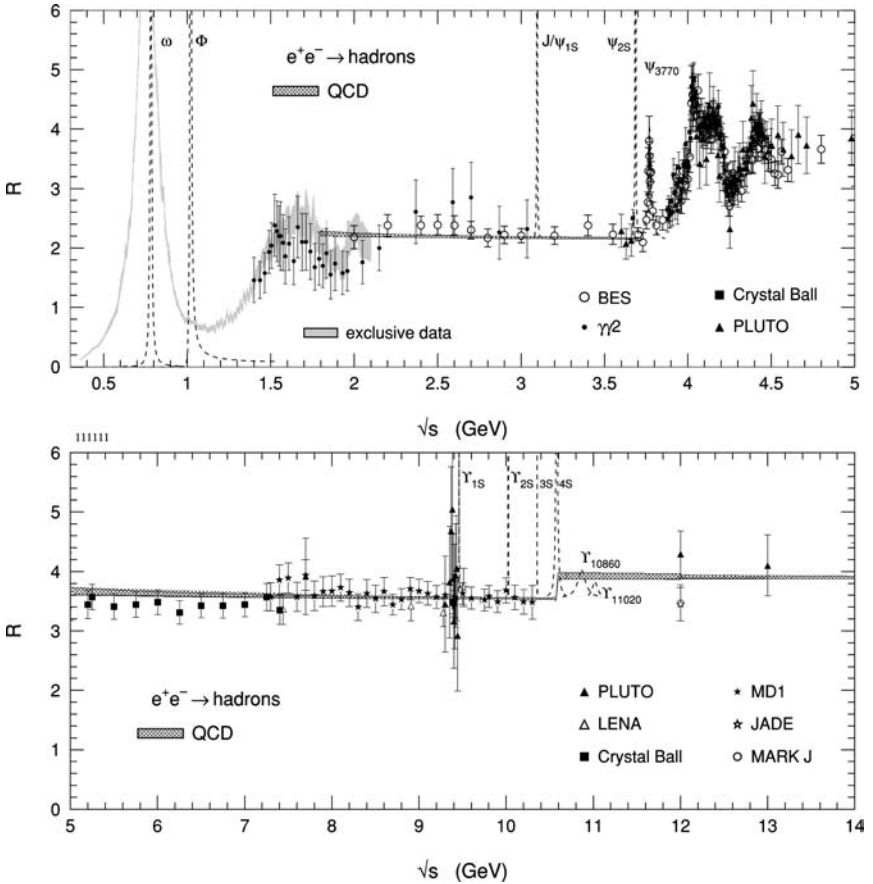 6
5
4
3
2
1
0
R
ω Φ J/ψ1S ψ2S
ψ3770
e+e− → hadrons
QCD
BES Crystal Ball
γγ2 PLUTO
exclusive data
0.5 1 1.5 2 2.5 3 3.5 4 4.5 5
√s (GeV)
111111
6
5
4
3
2
1
0
R
ϒ1S ϒ2S 3S 4S
ϒ10860
ϒ11020
e+e− → hadrons
QCD
PLUTO MD1
LENA JADE
Crystal Ball MARK J
5 6 7 8 9 10 11 12 13 14
√s (GeV)